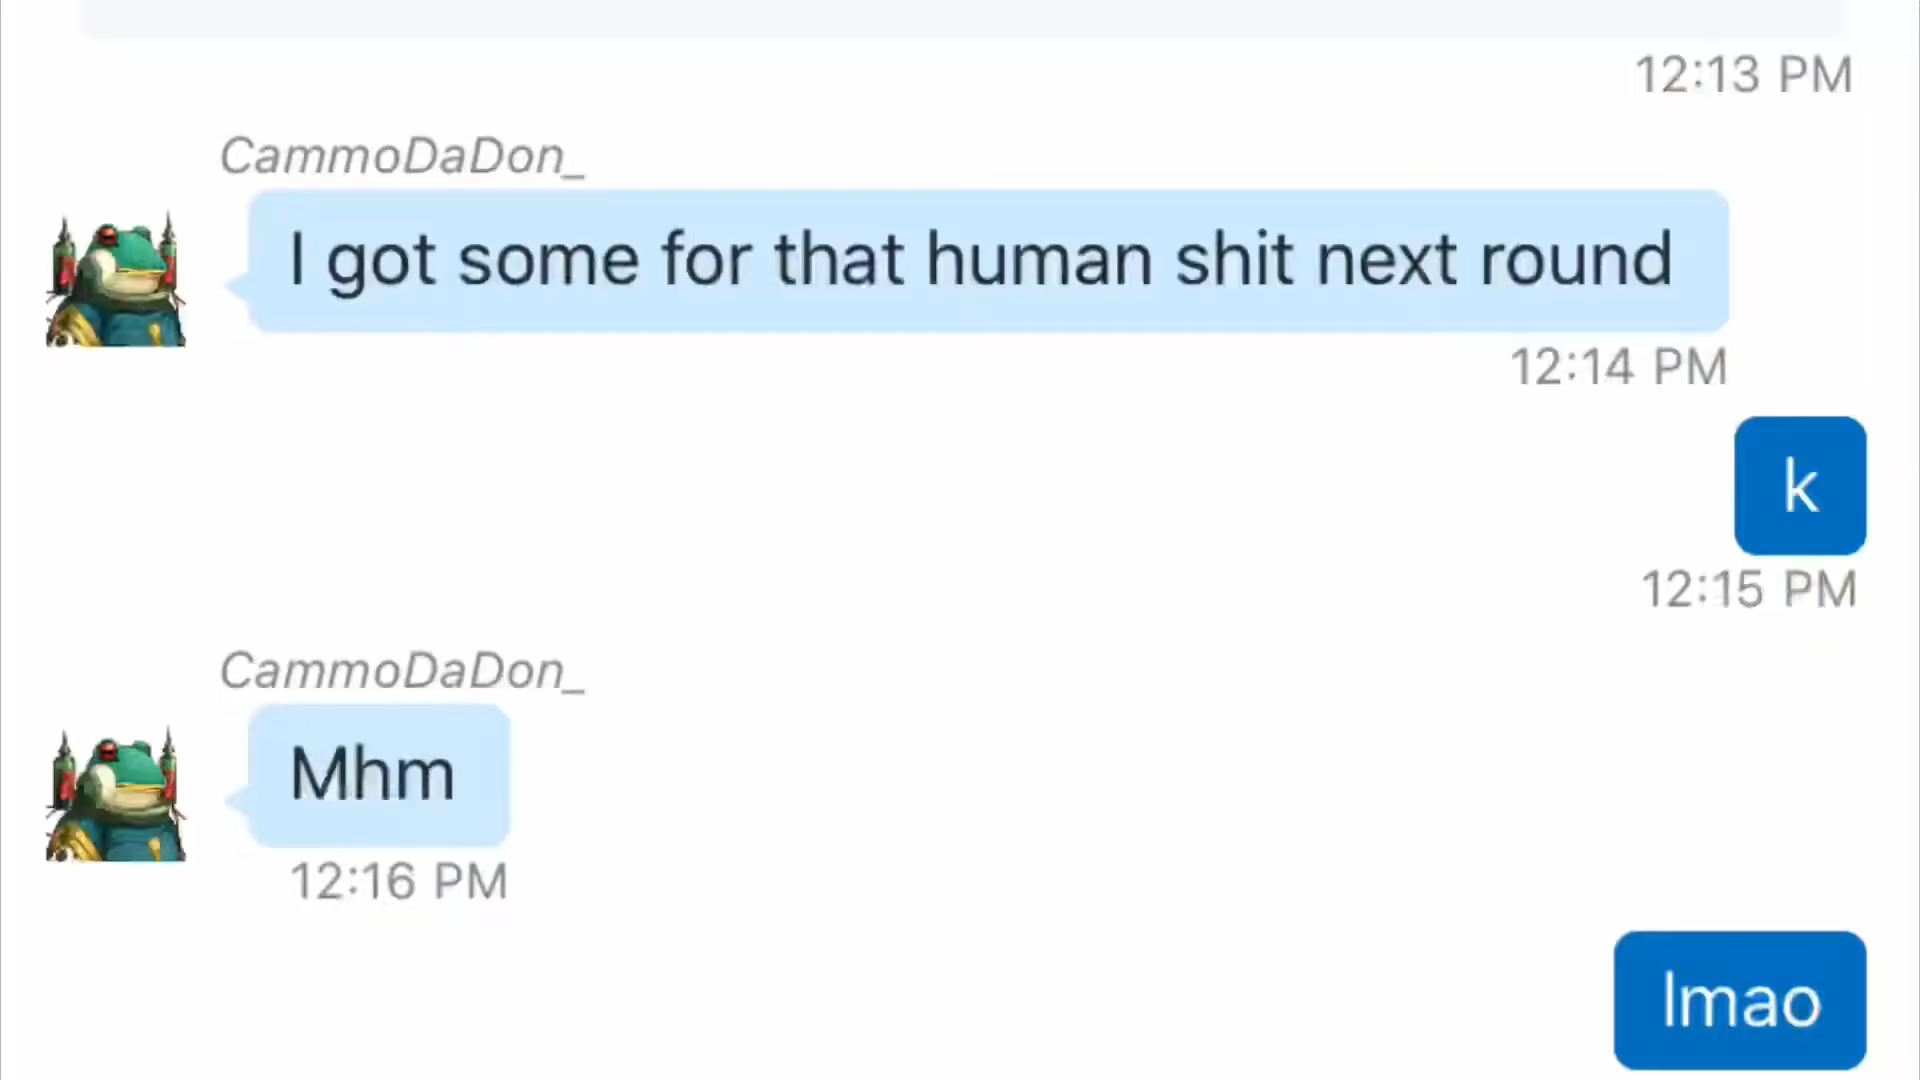 12:13 PM
CammoDaDon_
I got some for that human shit next round
12:14 PM
k
12:15 PM
CammoDaDon_
Mhm
12:16 PM
lmao